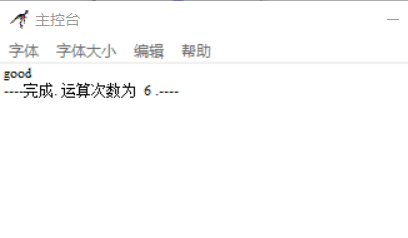 主控台
字体 字体大小 编辑 帮助
good
----完成. 运算次数为 6 .----